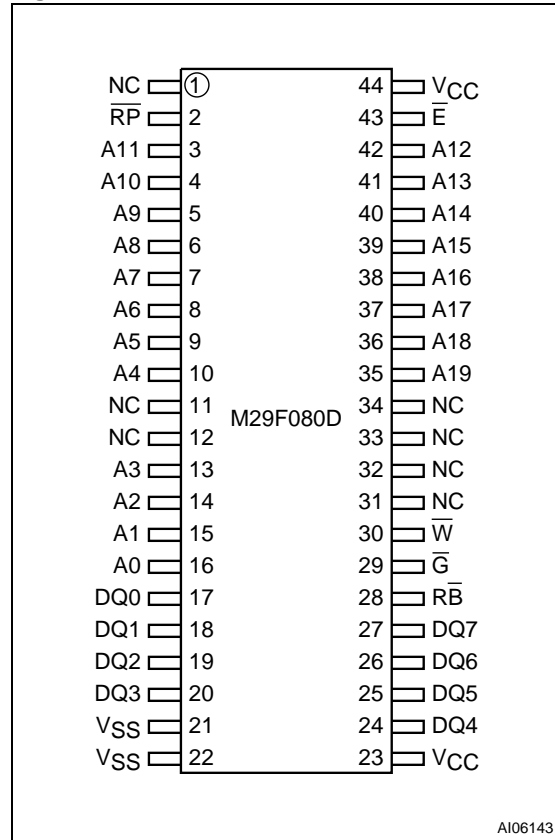 NC 1 44 VCC
R̅P̅ 2 43 E̅
A11 3 42 A12
A10 4 41 A13
A9 5 40 A14
A8 6 39 A15
A7 7 38 A16
A6 8 37 A17
A5 9 36 A18
A4 10 35 A19
NC 11 34 NC
M29F080D
NC 12 33 NC
A3 13 32 NC
A2 14 31 NC
A1 15 30 W̅
A0 16 29 G̅
DQ0 17 28 RB̅
DQ1 18 27 DQ7
DQ2 19 26 DQ6
DQ3 20 25 DQ5
VSS 21 24 DQ4
VSS 22 23 VCC
AI06143